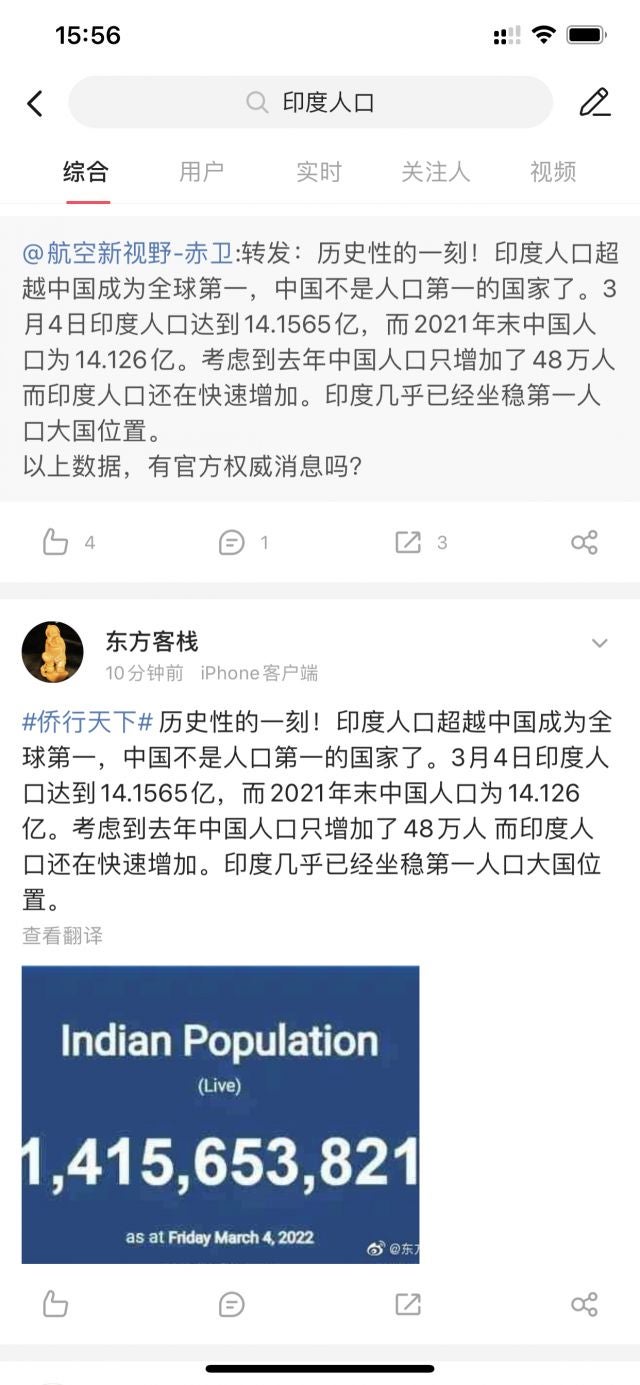 15:56
印度人口
综合 用户 实时 关注人 视频
@航空新视野-赤卫:转发：历史性的一刻！印度人口超
越中国成为全球第一，中国不是人口第一的国家了。3
月4日印度人口达到14.1565亿，而2021年末中国人
口为14.126亿。考虑到去年中国人口只增加了48万人
而印度人口还在快速增加。印度几乎已经坐稳第一人
口大国位置。
以上数据，有官方权威消息吗？
4 1 3
东方客栈
10分钟前 iPhone客户端
#侨行天下# 历史性的一刻！印度人口超越中国成为全
球第一，中国不是人口第一的国家了。3月4日印度人
口达到14.1565亿，而2021年末中国人口为14.126
亿。考虑到去年中国人口只增加了48万人 而印度人
口还在快速增加。印度几乎已经坐稳第一人口大国位
置。
查看翻译
Indian Population
(Live)
1,415,653,821
as at Friday March 4, 2022
@东方